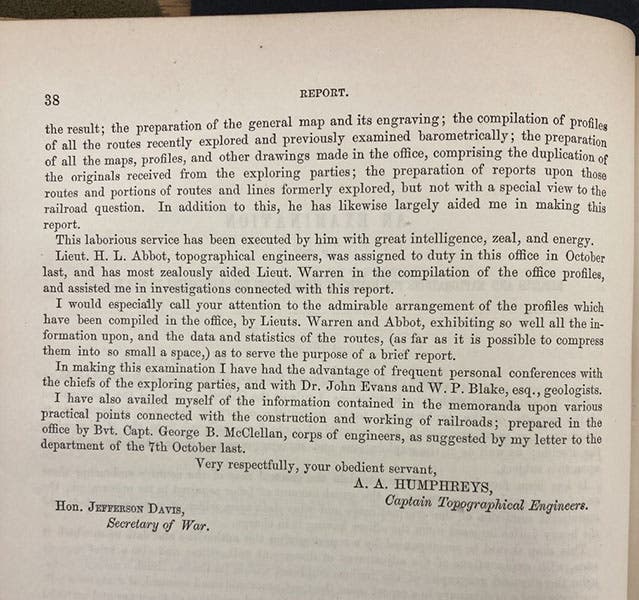 38
REPORT.
the result; the preparation of the general map and its engraving; the compilation of profiles
of all the routes recently explored and previously examined barometrically; the preparation
of all the maps, profiles, and other drawings made in the office, comprising the duplication of
the originals received from the exploring parties; the preparation of reports upon those
routes and portions of routes and lines formerly explored, but not with a special view to the
railroad question. In addition to this, he has likewise largely aided me in making this
report.
This laborious service has been executed by him with great intelligence, zeal, and energy.
Lieut. H. L. Abbot, topographical engineers, was assigned to duty in this office in October
last, and has most zealously aided Lieut. Warren in the compilation of the office profiles,
and assisted me in investigations connected with this report.
I would especially call your attention to the admirable arrangement of the profiles which
have been compiled in the office, by Lieuts. Warren and Abbot, exhibiting so well all the in-
formation upon, and the data and statistics of the routes, (as far as it is possible to compress
them into so small a space,) as to serve the purpose of a brief report.
In making this examination I have had the advantage of frequent personal conferences with
the chiefs of the exploring parties, and with Dr. John Evans and W. P. Blake, esq., geologists.
I have also availed myself of the information contained in the memoranda upon various
practical points connected with the construction and working of railroads; prepared in the
office by Bvt. Capt. George B. McClellan, corps of engineers, as suggested by my letter to the
department of the 7th October last.
Very respectfully, your obedient servant,
A. A. HUMPHREYS,
Captain Topographical Engineers.
Hon. JEFFERSON DAVIS,
Secretary of War.